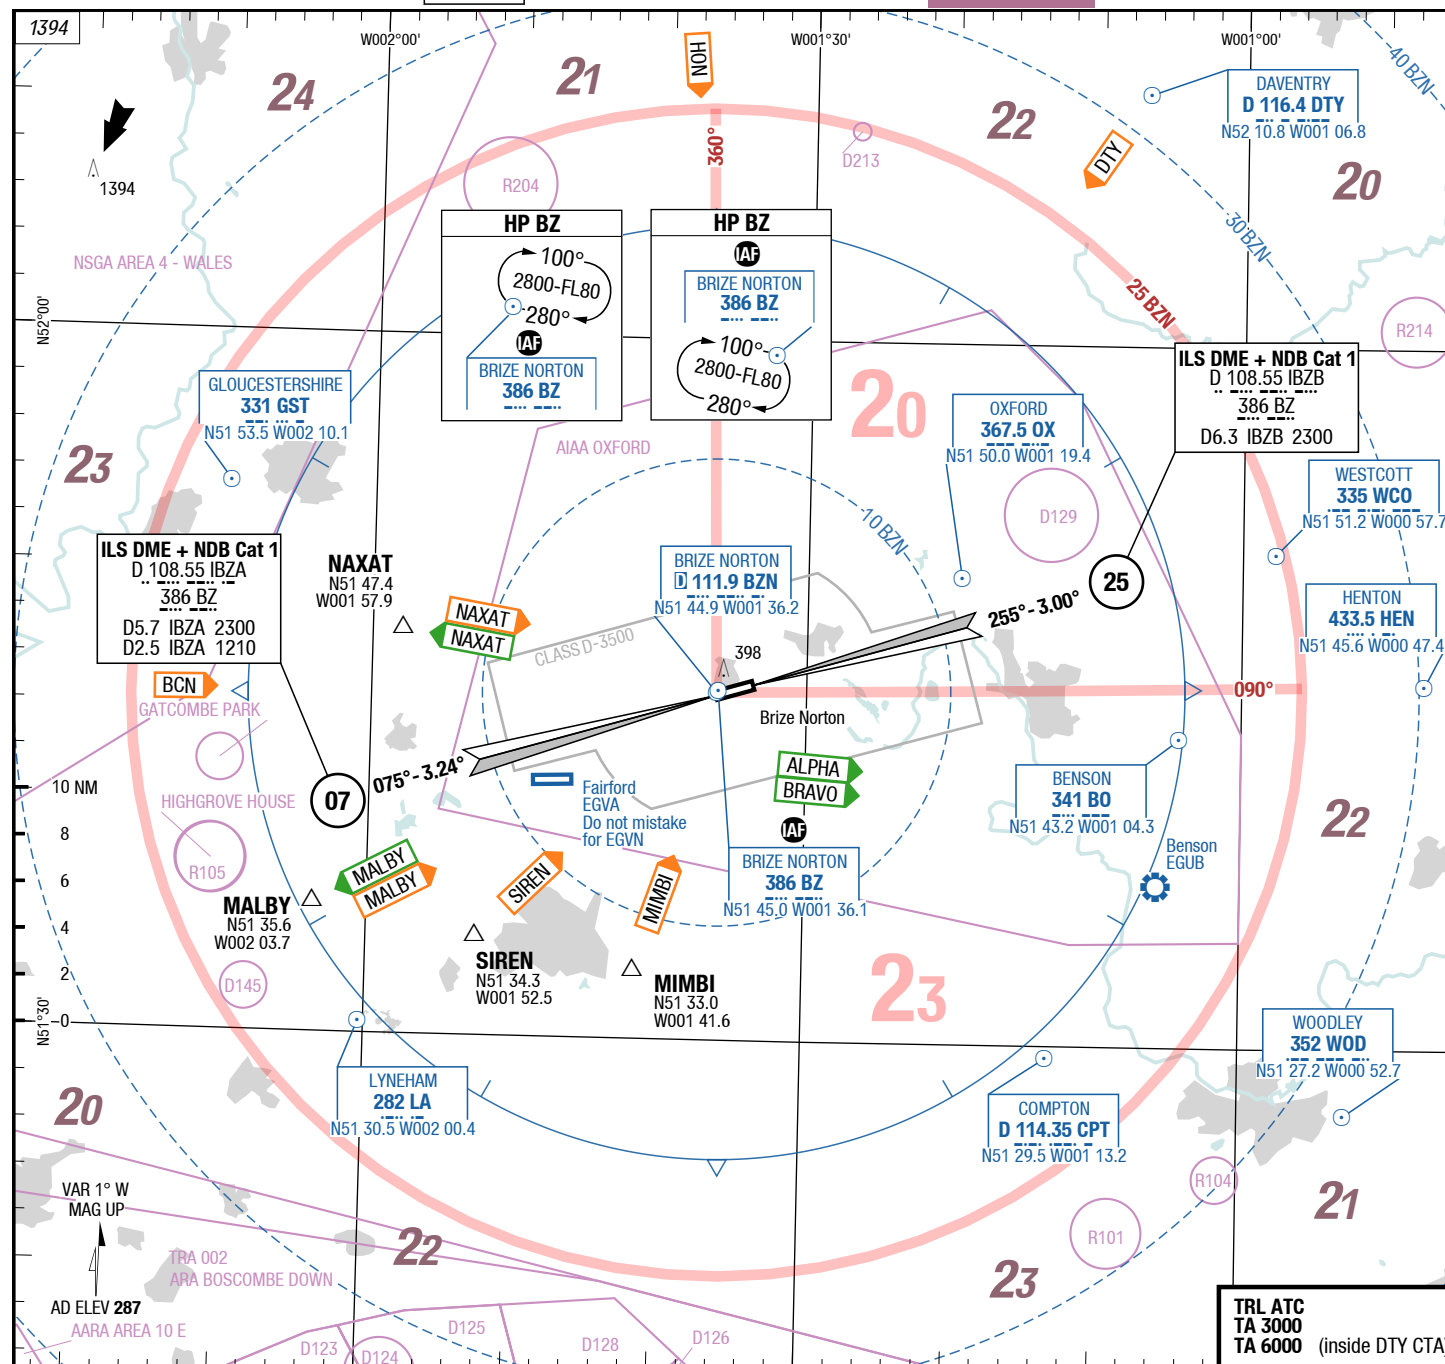 1394
W002°00'
W001°30'
W001°00'
24
21
22
20
HON
360°
D213
DTY
40 BZN
DAVENTRY
D 116.4 DTY
N52 10.8 W001 06.8
1394
R204
NSGA AREA 4 - WALES
HP BZ
100°
2800-FL80
280°
IAF
BRIZE NORTON
386 BZ
HP BZ
IAF
BRIZE NORTON
386 BZ
100°
2800-FL80
280°
30 BZN
25 BZN
R214
N52°00'
ILS DME + NDB Cat 1
D 108.55 IBZB
386 BZ
D6.3 IBZB 2300
GLOUCESTERSHIRE
331 GST
N51 53.5 W002 10.1
20
OXFORD
367.5 OX
N51 50.0 W001 19.4
AIAA OXFORD
23
WESTCOTT
335 WCO
N51 51.2 W000 57.7
D129
10 BZN
ILS DME + NDB Cat 1
D 108.55 IBZA
386 BZ
D5.7 IBZA 2300
D2.5 IBZA 1210
NAXAT
N51 47.4
W001 57.9
NAXAT
NAXAT
BRIZE NORTON
D 111.9 BZN
N51 44.9 W001 36.2
25
255° - 3.00°
HENTON
433.5 HEN
N51 45.6 W000 47.4
CLASS D-3500
398
BCN
GATCOMBE PARK
090°
Brize Norton
10 NM
8
6
4
2
0
075° - 3.24°
07
HIGHGROVE HOUSE
R105
Fairford
EGVA
Do not mistake
for EGVN
ALPHA
BRAVO
IAF
BRIZE NORTON
386 BZ
N51 45.0 W001 36.1
BENSON
341 BO
N51 43.2 W001 04.3
22
Benson
EGUB
MALBY
MALBY
SIREN
MIMBI
MALBY
N51 35.6
W002 03.7
SIREN
N51 34.3
W001 52.5
MIMBI
N51 33.0
W001 41.6
23
D145
N51°30'
WOODLEY
352 WOD
N51 27.2 W000 52.7
20
LYNEHAM
282 LA
N51 30.5 W002 00.4
COMPTON
D 114.35 CPT
N51 29.5 W001 13.2
R104
21
VAR 1° W
MAG UP
22
R101
TRA 002
ARA BOSCOMBE DOWN
23
AD ELEV 287
AARA AREA 10 E
D123
D124
D125
D128
D126
TRL ATC
TA 3000
TA 6000 (inside DTY CTA)